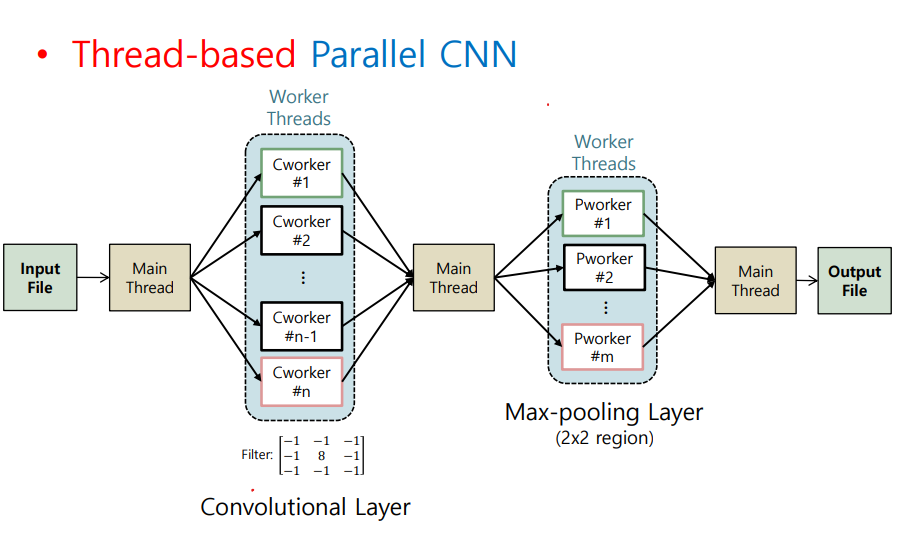 • Thread-based Parallel CNN
Worker
Threads
Cworker
#1
Cworker
#2
⋮
Cworker
#n-1
Cworker
#n
Worker
Threads
Pworker
#1
Pworker
#2
⋮
Pworker
#m
Input
File
Main
Thread
Main
Thread
Main
Thread
Output
File
Max-pooling Layer
(2x2 region)
Filter:
−1 −1 −1
−1 8 −1
−1 −1 −1
Convolutional Layer